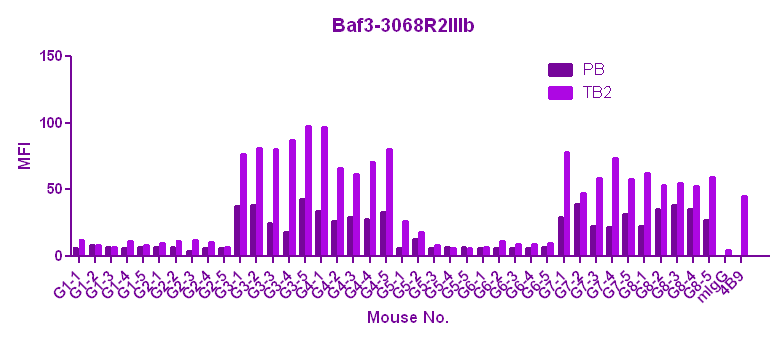 Baf3-3068R2IIIb
PB
TB2
MFI
150
100
50
0
G1-1
G1-2
G1-3
G1-4
G1-5
G2-1
G2-2
G2-3
G2-4
G2-5
G3-1
G3-2
G3-3
G3-4
G3-5
G4-1
G4-2
G4-3
G4-4
G4-5
G5-1
G5-2
G5-3
G5-4
G5-5
G6-1
G6-2
G6-3
G6-4
G6-5
G7-1
G7-2
G7-3
G7-4
G7-5
G8-1
G8-2
G8-3
G8-4
G8-5
mIgG
4B9
Mouse No.